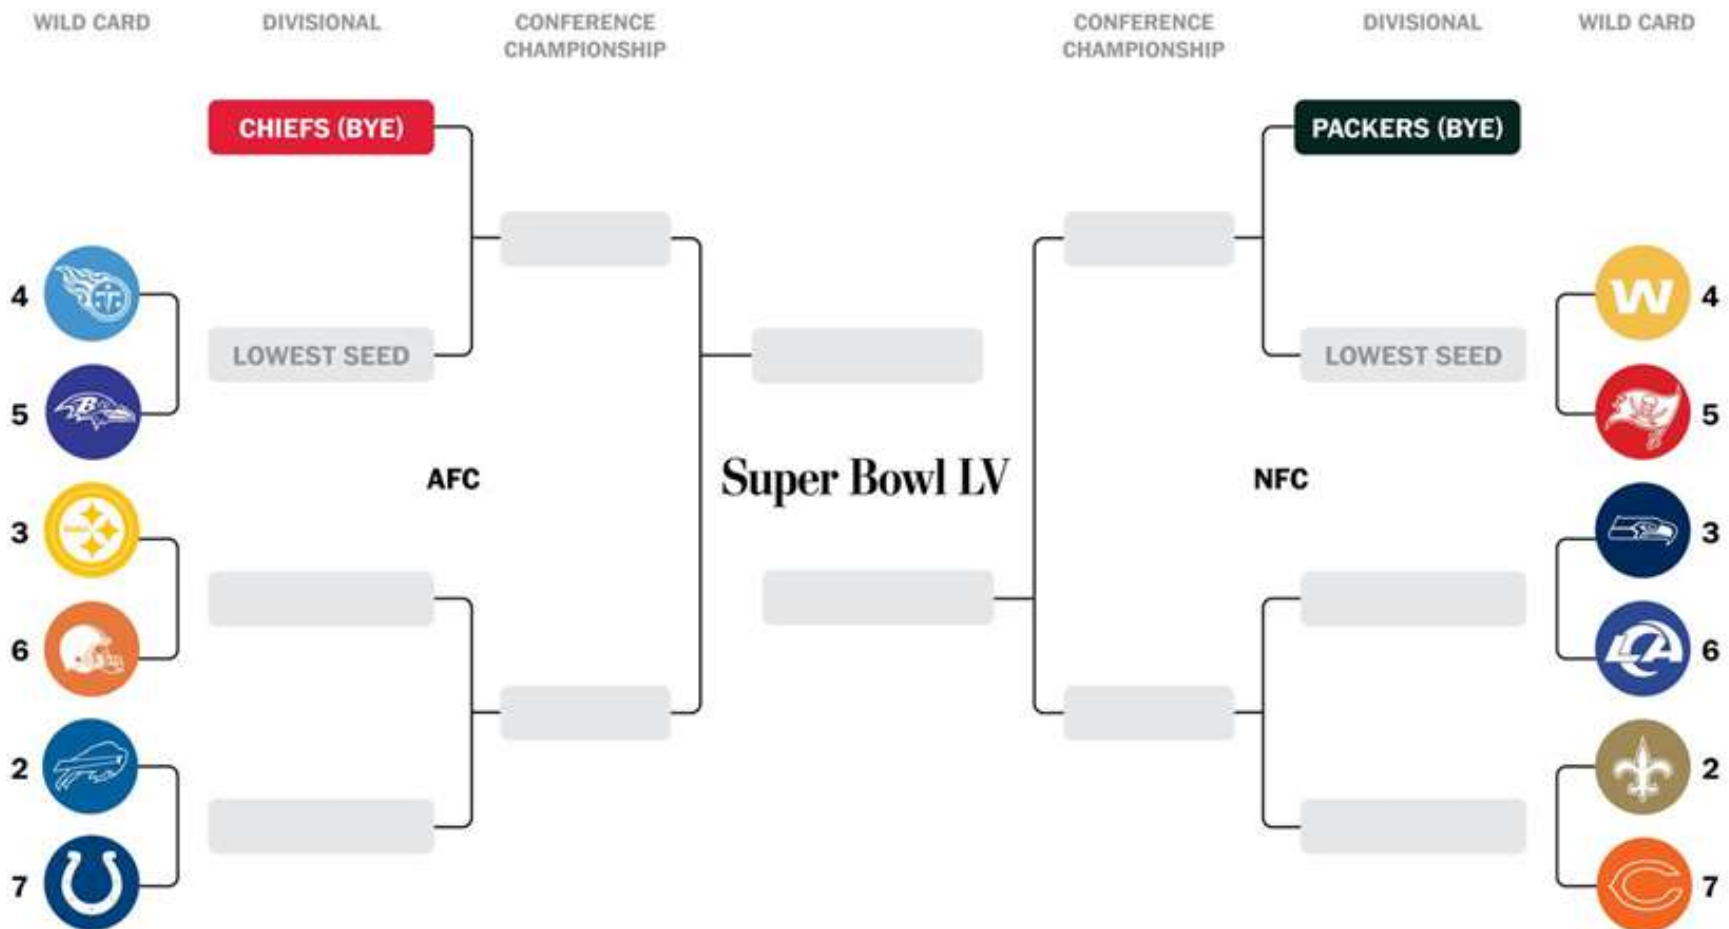 WILD CARD
DIVISIONAL
CONFERENCE
CHAMPIONSHIP
CONFERENCE
CHAMPIONSHIP
DIVISIONAL
WILD CARD
CHIEFS (BYE)
PACKERS (BYE)
4
T
W
4
LOWEST SEED
LOWEST SEED
5
B
5
AFC
Super Bowl LV
NFC
3
3
6
LA
6
2
2
7
C
7